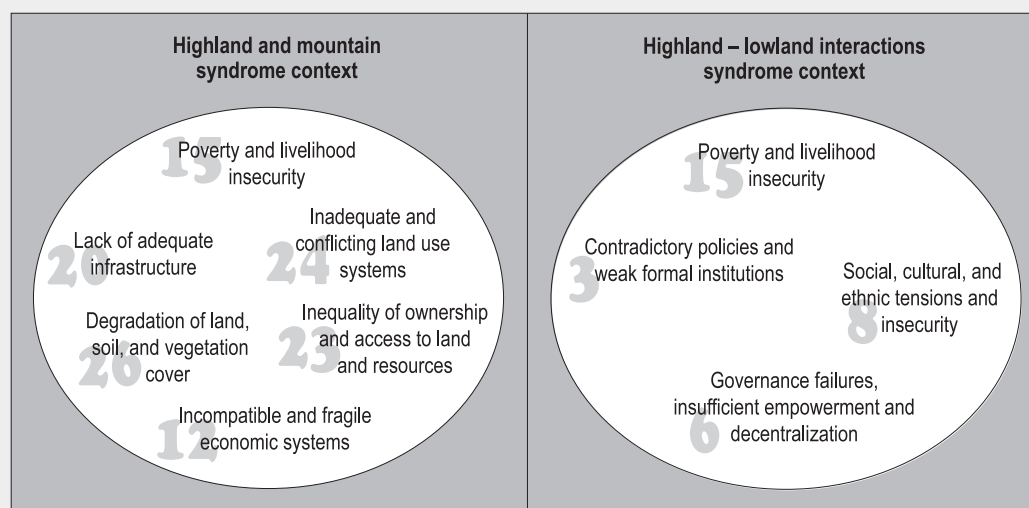 Highland and mountain
syndrome context
15 Poverty and livelihood
insecurity
20 Lack of adequate
infrastructure
24 Inadequate and
conflicting land use
systems
26 Degradation of land,
soil, and vegetation
cover
23 Inequality of ownership
and access to land
and resources
12 Incompatible and fragile
economic systems
Highland – lowland interactions
syndrome context
15 Poverty and livelihood
insecurity
3 Contradictory policies and
weak formal institutions
8 Social, cultural, and
ethnic tensions and
insecurity
6 Governance failures,
insufficient empowerment and
decentralization